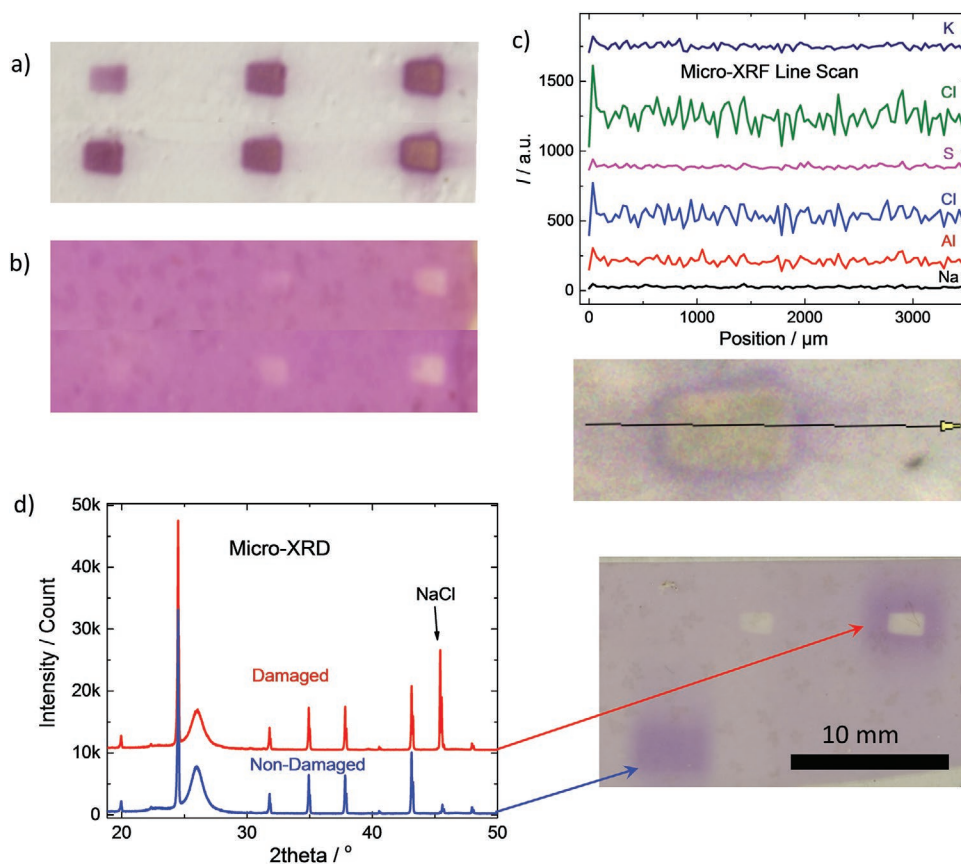 a)
b)
c)
K
Micro-XRF Line Scan
Cl
S
Cl
Al
Na
1500
1000
500
0
I / a.u.
0 1000 2000 3000
Position / µm
d)
50k
40k
30k
20k
10k
0
Intensity / Count
Micro-XRD
NaCl
Damaged
Non-Damaged
20 30 40 50
2theta / °
10 mm